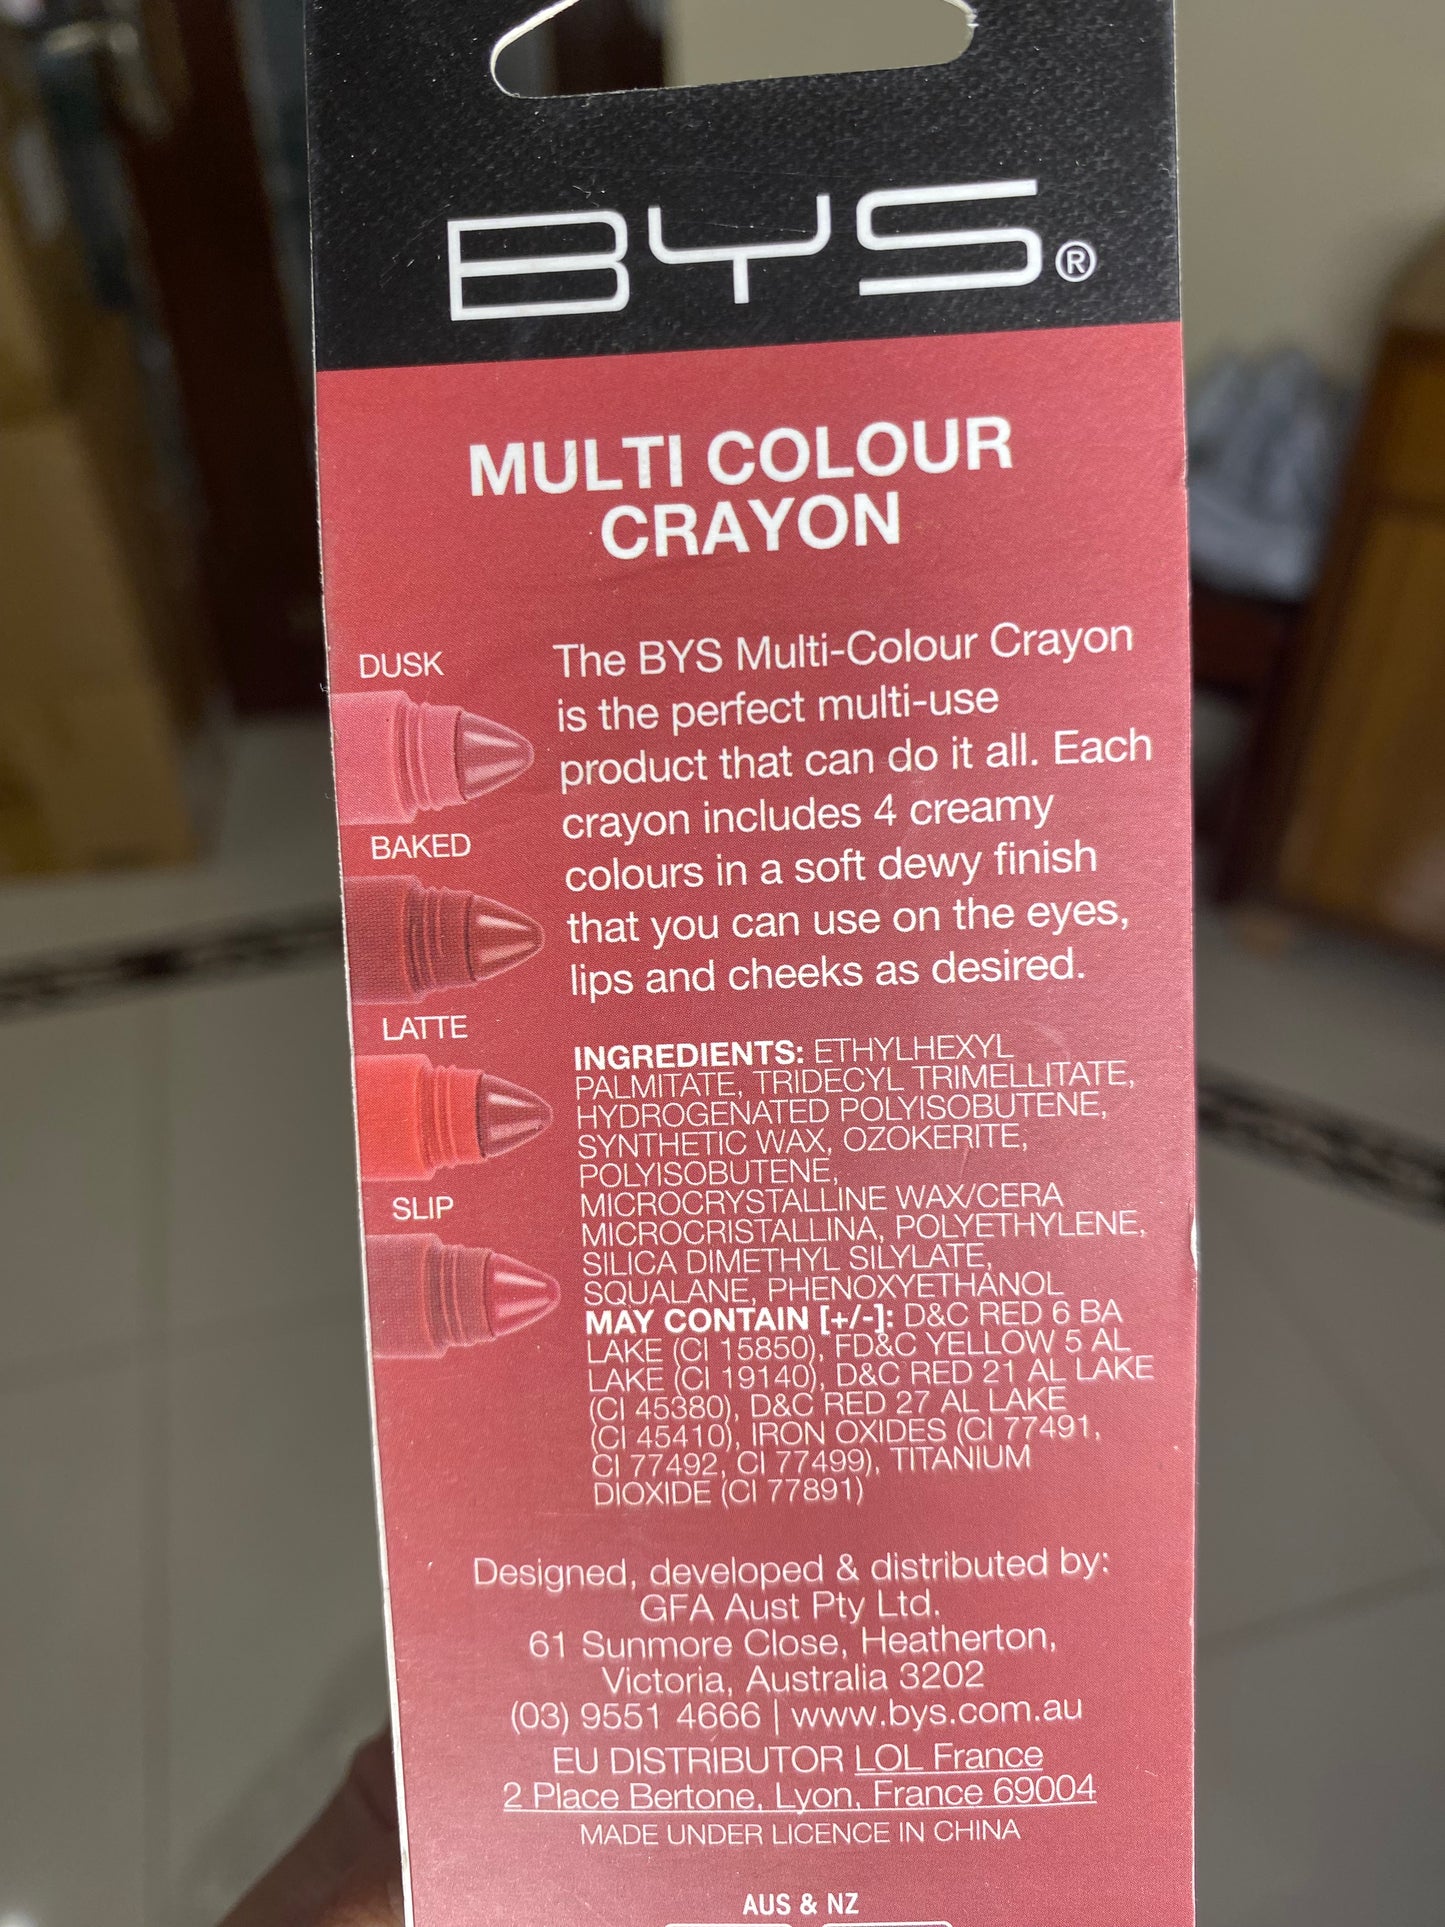 BYS®
MULTI COLOUR
CRAYON
DUSK
BAKED
LATTE
SLIP
The BYS Multi-Colour Crayon
is the perfect multi-use
product that can do it all. Each
crayon includes 4 creamy
colours in a soft dewy finish
that you can use on the eyes,
lips and cheeks as desired.
INGREDIENTS: ETHYLHEXYL
PALMITATE, TRIDECYL TRIMELLITATE,
HYDROGENATED POLYISOBUTENE,
SYNTHETIC WAX, OZOKERITE,
POLYISOBUTENE,
MICROCRYSTALLINE WAX/CERA
MICROCRISTALLINA, POLYETHYLENE,
SILICA DIMETHYL SILYLATE,
SQUALANE, PHENOXYETHANOL
MAY CONTAIN [+/-]: D&C RED 6 BA
LAKE (CI 15850), FD&C YELLOW 5 AL
LAKE (CI 19140), D&C RED 21 AL LAKE
(CI 45380), D&C RED 27 AL LAKE
(CI 45410), IRON OXIDES (CI 77491,
CI 77492, CI 77499), TITANIUM
DIOXIDE (CI 77891)
Designed, developed & distributed by:
GFA Aust Pty Ltd.
61 Sunmore Close, Heatherton,
Victoria, Australia 3202
(03) 9551 4666 | www.bys.com.au
EU DISTRIBUTOR LOL France
2 Place Bertone, Lyon, France 69004
MADE UNDER LICENCE IN CHINA
AUS & NZ